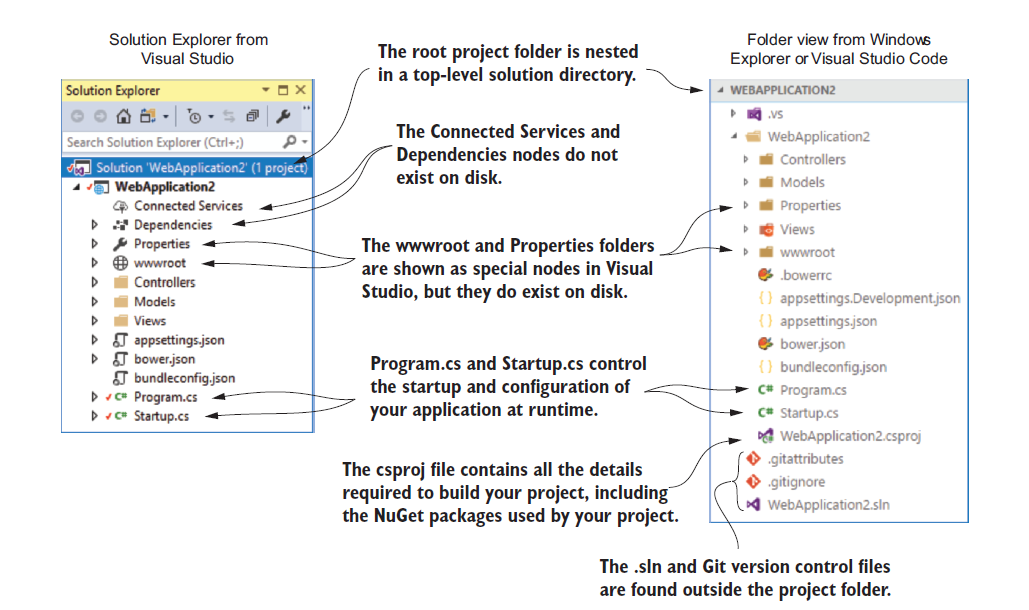 Solution Explorer from
Visual Studio
Solution Explorer
Search Solution Explorer (Ctrl+;)
Solution 'WebApplication2' (1 project)
WebApplication2
Connected Services
Dependencies
Properties
wwwroot
Controllers
Models
Views
appsettings.json
bower.json
bundleconfig.json
C# Program.cs
C# Startup.cs
The root project folder is nested
in a top-level solution directory.
The Connected Services and
Dependencies nodes do not
exist on disk.
The wwwroot and Properties folders
are shown as special nodes in Visual
Studio, but they do exist on disk.
Program.cs and Startup.cs control
the startup and configuration of
your application at runtime.
The csproj file contains all the details
required to build your project, including
the NuGet packages used by your project.
The .sln and Git version control files
are found outside the project folder.
Folder view from Windows
Explorer or Visual Studio Code
WEBAPPLICATION2
.vs
WebApplication2
Controllers
Models
Properties
Views
wwwroot
.bowerrc
{ } appsettings.Development.json
{ } appsettings.json
bower.json
{ } bundleconfig.json
C# Program.cs
C# Startup.cs
WebApplication2.csproj
.gitattributes
.gitignore
WebApplication2.sln